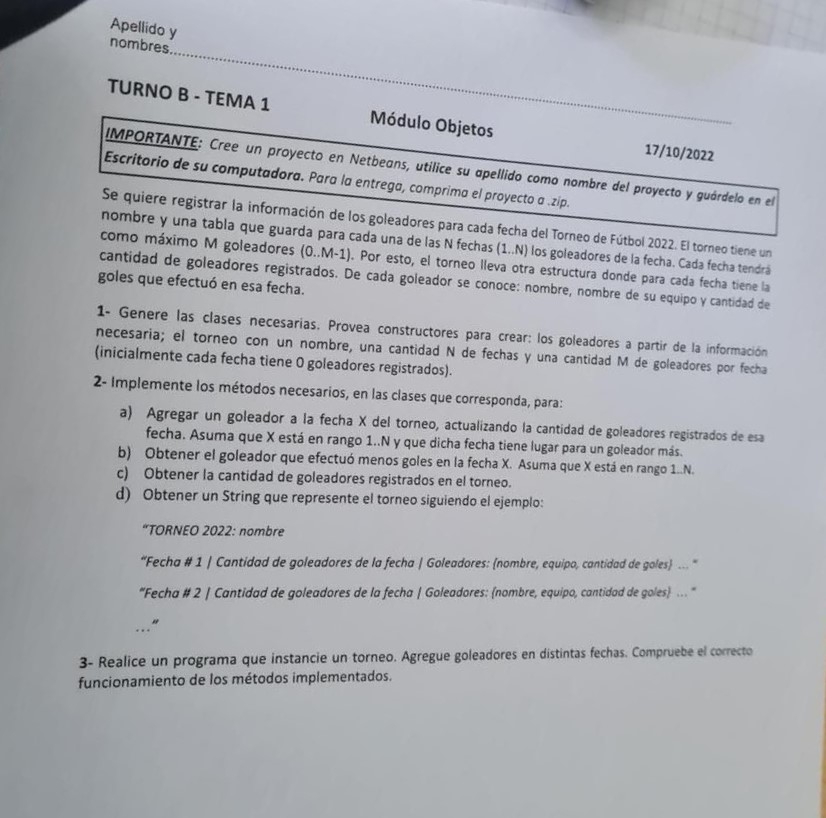 Apellido y
nombres...............................................................................................
TURNO B - TEMA 1
Módulo Objetos
17/10/2022
IMPORTANTE: Cree un proyecto en Netbeans, utilice su apellido como nombre del proyecto y guárdelo en el
Escritorio de su computadora. Para la entrega, comprima el proyecto a .zip.
Se quiere registrar la información de los goleadores para cada fecha del Torneo de Fútbol 2022. El torneo tiene un
nombre y una tabla que guarda para cada una de las N fechas (1..N) los goleadores de la fecha. Cada fecha tendrá
como máximo M goleadores (0..M-1). Por esto, el torneo lleva otra estructura donde para cada fecha tiene la
cantidad de goleadores registrados. De cada goleador se conoce: nombre, nombre de su equipo y cantidad de
goles que efectuó en esa fecha.
1- Genere las clases necesarias. Provea constructores para crear: los goleadores a partir de la información
necesaria; el torneo con un nombre, una cantidad N de fechas y una cantidad M de goleadores por fecha
(inicialmente cada fecha tiene 0 goleadores registrados).
2- Implemente los métodos necesarios, en las clases que corresponda, para:
a) Agregar un goleador a la fecha X del torneo, actualizando la cantidad de goleadores registrados de esa
fecha. Asuma que X está en rango 1..N y que dicha fecha tiene lugar para un goleador más.
b) Obtener el goleador que efectuó menos goles en la fecha X. Asuma que X está en rango 1..N.
c) Obtener la cantidad de goleadores registrados en el torneo.
d) Obtener un String que represente el torneo siguiendo el ejemplo:
"TORNEO 2022: nombre
"Fecha # 1 | Cantidad de goleadores de la fecha | Goleadores: {nombre, equipo, cantidad de goles} ... "
"Fecha # 2 | Cantidad de goleadores de la fecha | Goleadores: {nombre, equipo, cantidad de goles} ... "
..."
3- Realice un programa que instancie un torneo. Agregue goleadores en distintas fechas. Compruebe el correcto
funcionamiento de los métodos implementados.